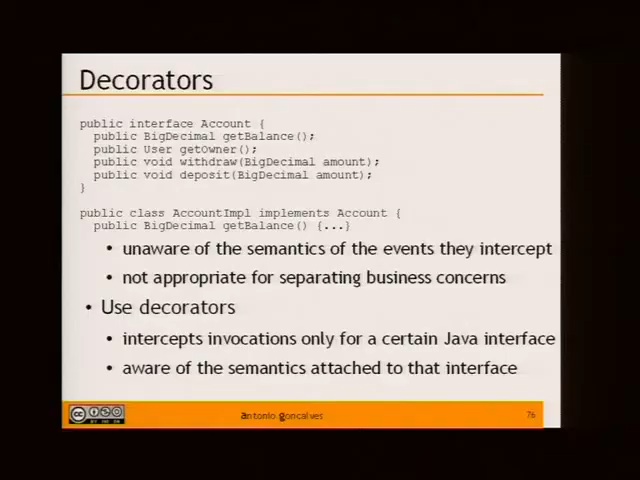 Decorators
public interface Account {
public BigDecimal getBalance();
public User getOwner();
public void withdraw(BigDecimal amount);
public void deposit(BigDecimal amount);
}
public class AccountImpl implements Account {
public BigDecimal getBalance() {...}
• unaware of the semantics of the events they intercept
• not appropriate for separating business concerns
• Use decorators
• intercepts invocations only for a certain Java interface
• aware of the semantics attached to that interface
cc
antonio goncalves
76